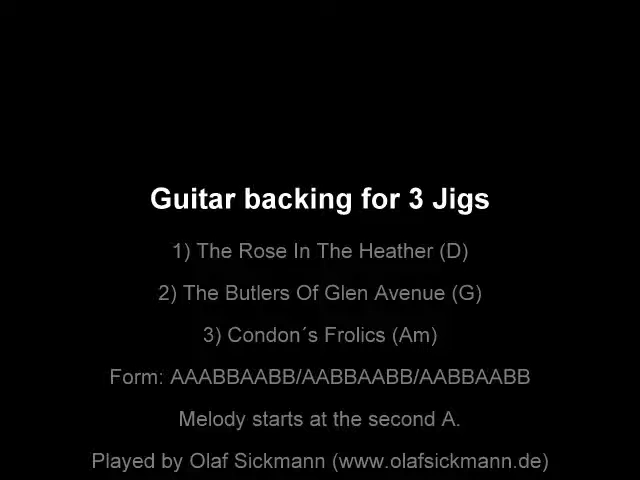 Guitar backing for 3 Jigs
1) The Rose In The Heather (D)
2) The Butlers Of Glen Avenue (G)
3) Condon´s Frolics (Am)
Form: AAABBAABB/AABBAABB/AABBAABB
Melody starts at the second A.
Played by Olaf Sickmann (www.olafsickmann.de)